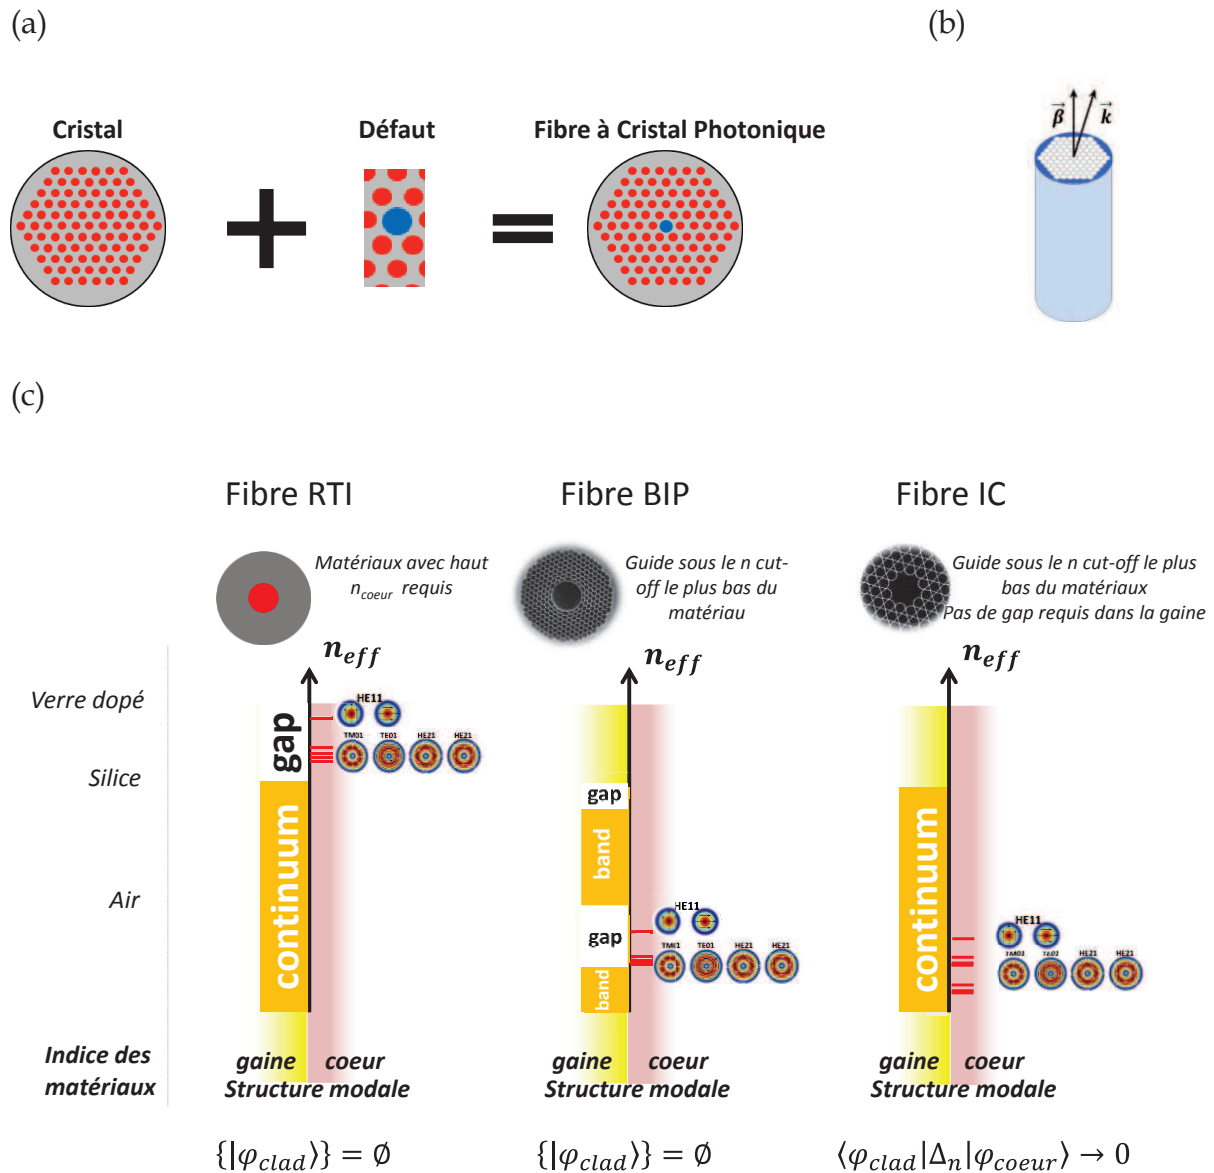 (a)
(b)
Cristal
Défaut
Fibre à Cristal Photonique
β k
(c)
Fibre RTI
Fibre BIP
Fibre IC
Matériaux avec haut
n_coeur requis
Guide sous le n cut-
off le plus bas du
matériau
Guide sous le n cut-off le plus
bas du matériaux
Pas de gap requis dans la gaine
n_eff
n_eff
n_eff
Verre dopé
Silice
Air
Indice des
matériaux
gap
continuum
HE11
TM01 TE01 HE21 HE21
gaine coeur
Structure modale
gap
band
gap
band
HE11
TM01 TE01 HE21 HE21
gaine coeur
Structure modale
continuum
HE11
TM01 TE01 HE21 HE21
gaine coeur
Structure modale
{|φ_clad⟩} = ∅
{|φ_clad⟩} = ∅
⟨φ_clad|Δ_n|φ_coeur⟩ → 0